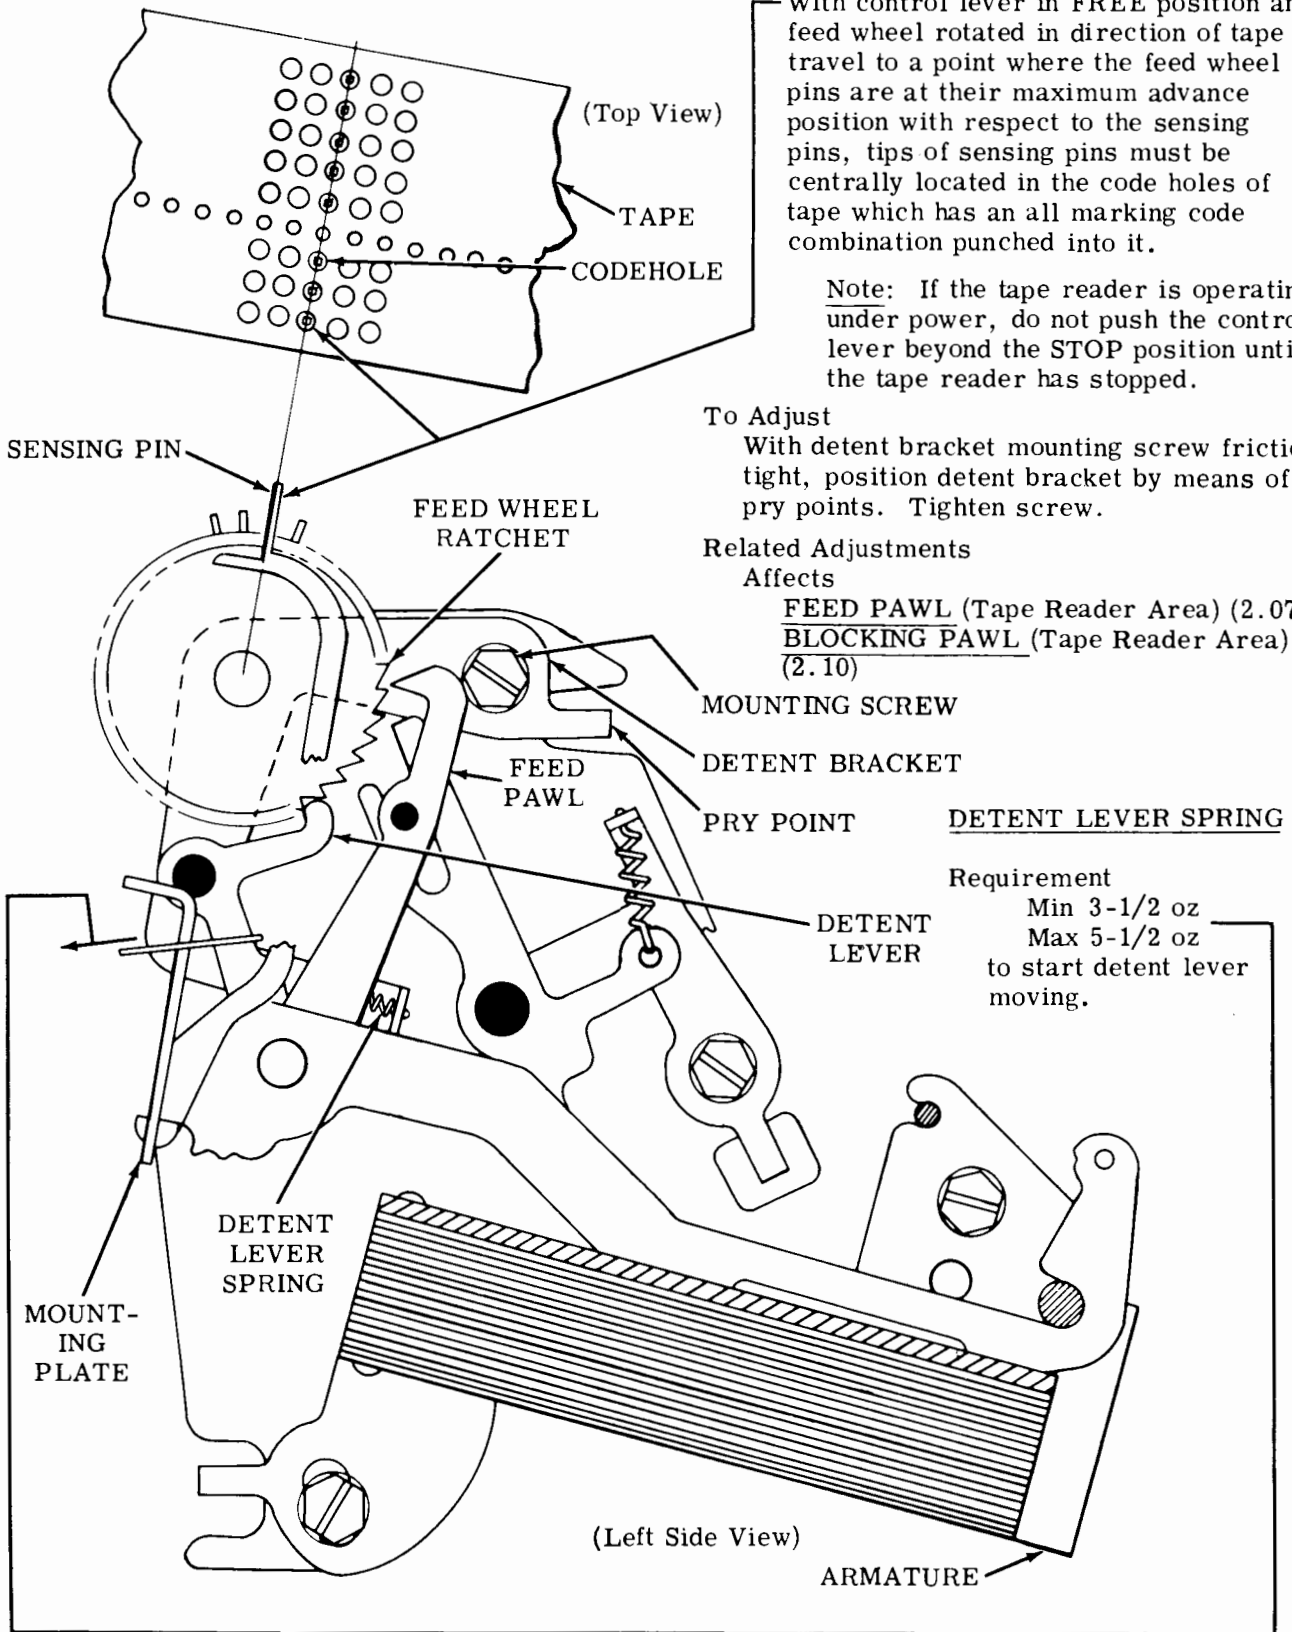 With control lever in FREE position an
feed wheel rotated in direction of tape
travel to a point where the feed wheel
pins are at their maximum advance
position with respect to the sensing
pins, tips of sensing pins must be
centrally located in the code holes of
tape which has an all marking code
combination punched into it.
Note: If the tape reader is operatin
under power, do not push the contro
lever beyond the STOP position unti
the tape reader has stopped.
To Adjust
With detent bracket mounting screw frictio
tight, position detent bracket by means of
pry points. Tighten screw.
Related Adjustments
Affects
FEED PAWL (Tape Reader Area) (2.07
BLOCKING PAWL (Tape Reader Area)
(2.10)
(Top View)
TAPE
CODEHOLE
SENSING PIN
FEED WHEEL
RATCHET
MOUNTING SCREW
DETENT BRACKET
FEED
PAWL
PRY POINT
DETENT LEVER SPRING
Requirement
Min 3-1/2 oz
Max 5-1/2 oz
to start detent lever
moving.
DETENT
LEVER
DETENT
LEVER
SPRING
MOUNT-
ING
PLATE
(Left Side View)
ARMATURE